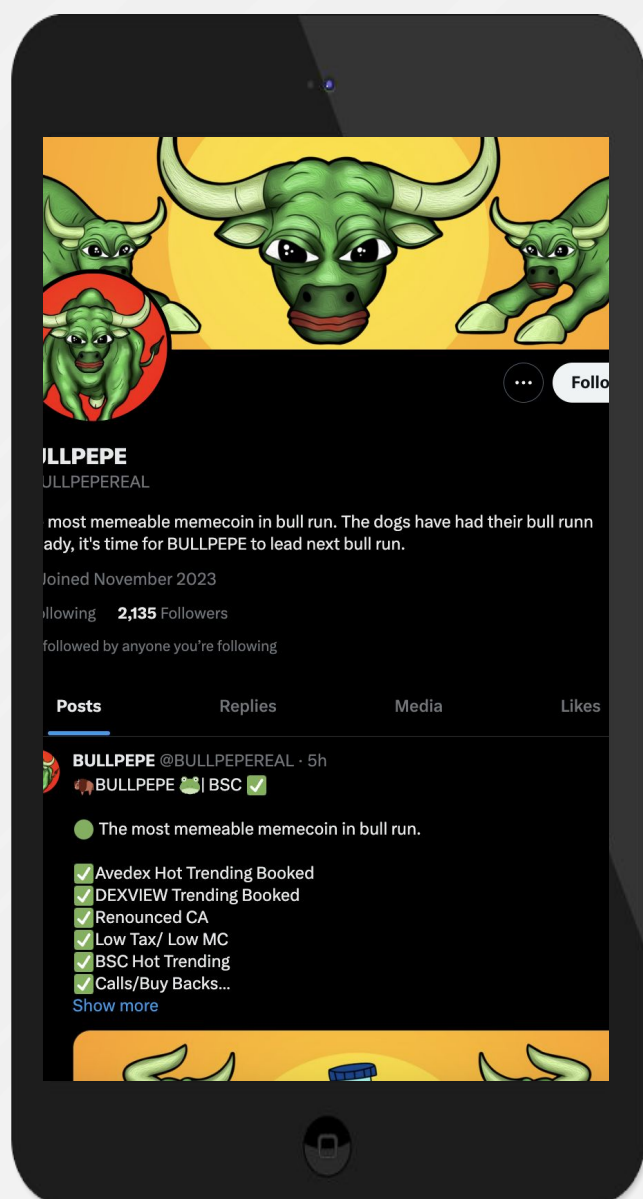 Follo
JLLPEPE
ULLPEPEREAL
most memeable memecoin in bull run. The dogs have had their bull runn
ady, it's time for BULLPEPE to lead next bull run.
Joined November 2023
ollowing 2,135 Followers
followed by anyone you're following
Posts Replies Media Likes
BULLPEPE @BULLPEPEREAL · 5h
🐂BULLPEPE 🐸| BSC ✅
🟢 The most memeable memecoin in bull run.
✅Avedex Hot Trending Booked
✅DEXVIEW Trending Booked
✅Renounced CA
✅Low Tax/ Low MC
✅BSC Hot Trending
✅Calls/Buy Backs...
Show more